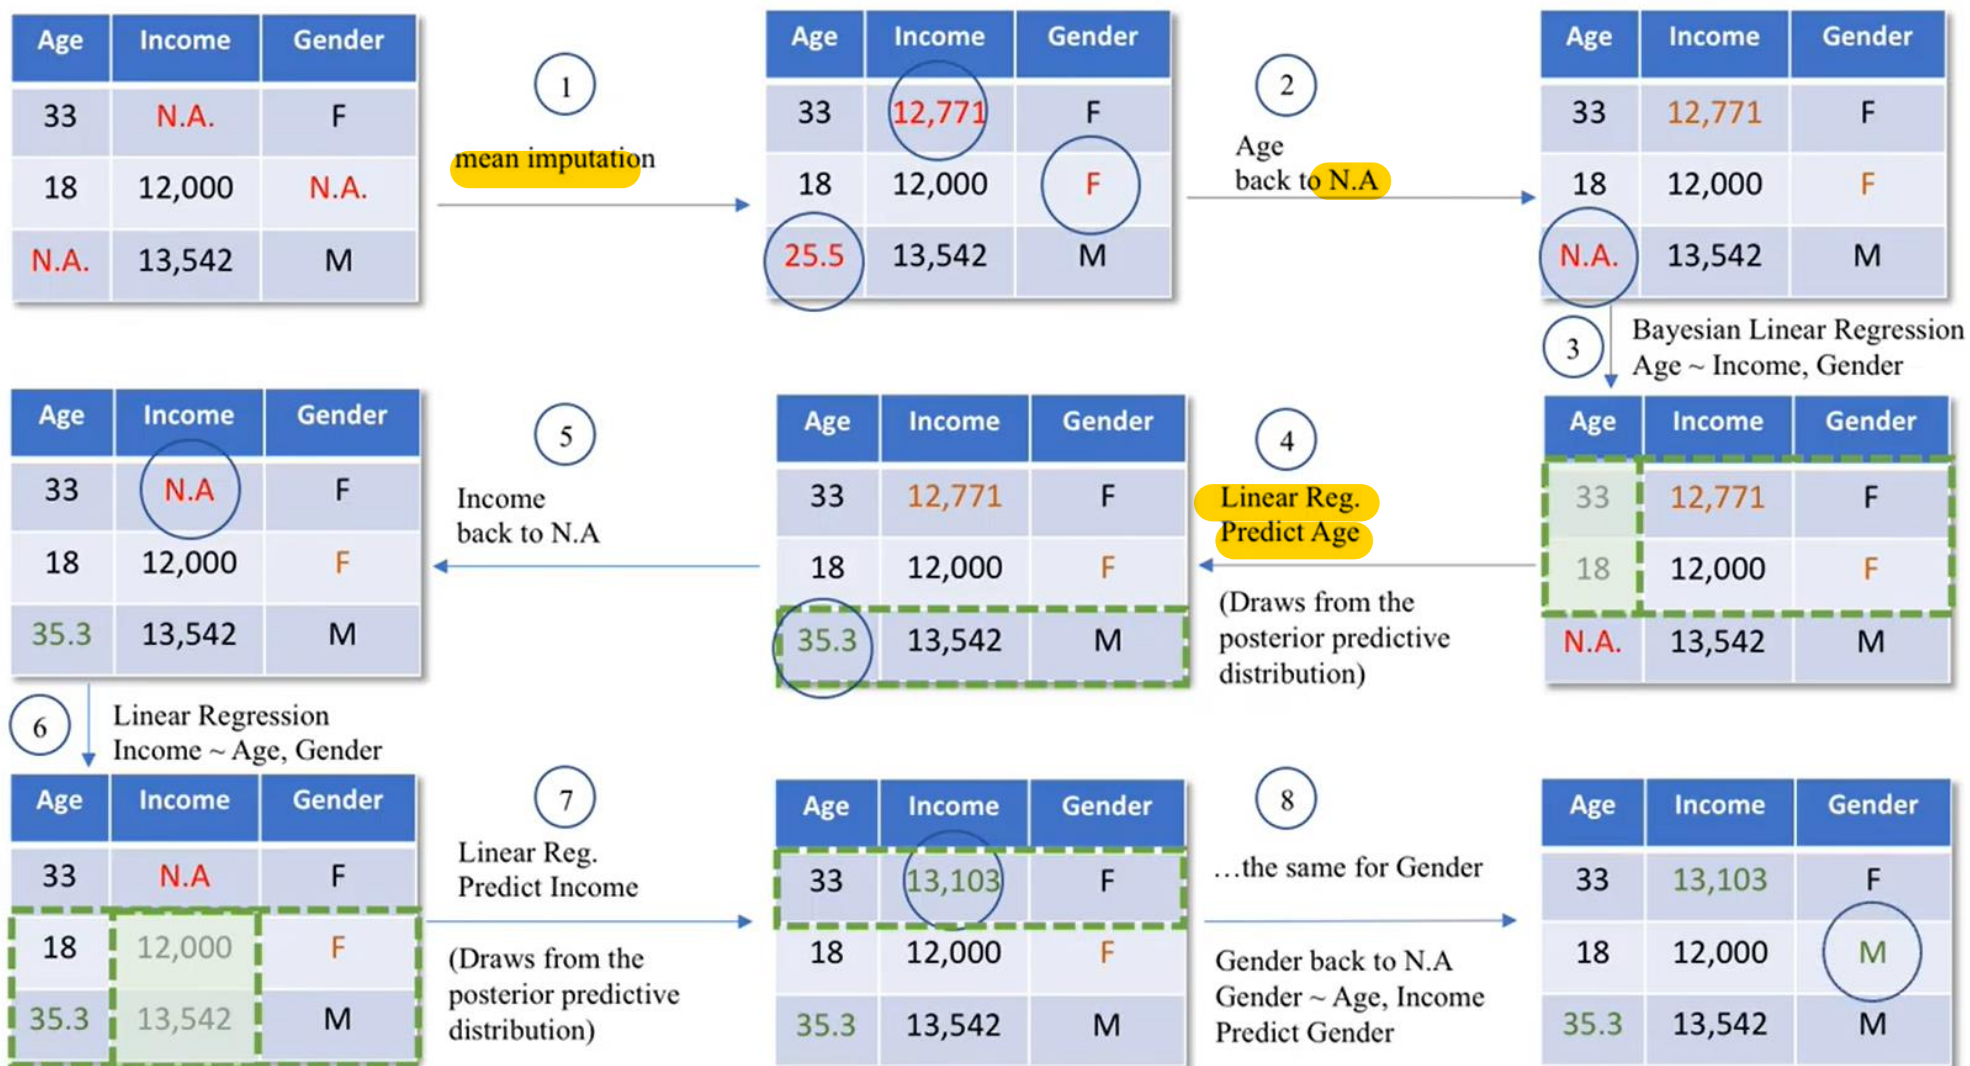 Age Income Gender
33 N.A. F
18 12,000 N.A.
N.A. 13,542 M
1
mean imputation
Age Income Gender
33 12,771 F
18 12,000 F
25.5 13,542 M
2
Age
back to N.A
Age Income Gender
33 12,771 F
18 12,000 F
N.A. 13,542 M
3
Bayesian Linear Regression
Age ~ Income, Gender
Age Income Gender
33 12,771 F
18 12,000 F
N.A. 13,542 M
4
Linear Reg.
Predict Age
(Draws from the
posterior predictive
distribution)
Age Income Gender
33 12,771 F
18 12,000 F
35.3 13,542 M
5
Income
back to N.A
Age Income Gender
33 N.A F
18 12,000 F
35.3 13,542 M
6
Linear Regression
Income ~ Age, Gender
Age Income Gender
33 N.A F
18 12,000 F
35.3 13,542 M
7
Linear Reg.
Predict Income
(Draws from the
posterior predictive
distribution)
Age Income Gender
33 13,103 F
18 12,000 F
35.3 13,542 M
8
...the same for Gender
Gender back to N.A
Gender ~ Age, Income
Predict Gender
Age Income Gender
33 13,103 F
18 12,000 M
35.3 13,542 M